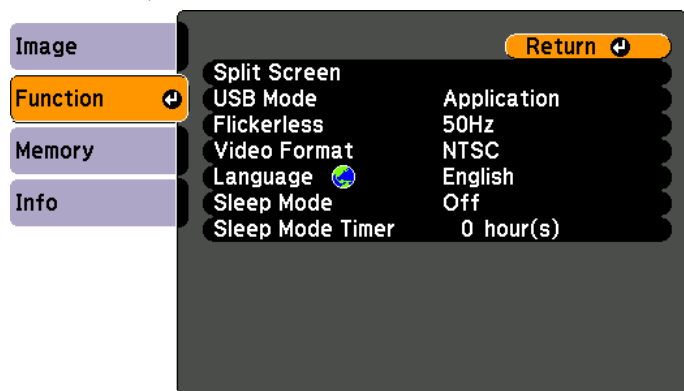 Image
Function
Memory
Info
Return
Split Screen
USB Mode Application
Flickerless 50Hz
Video Format NTSC
Language English
Sleep Mode Off
Sleep Mode Timer 0 hour(s)